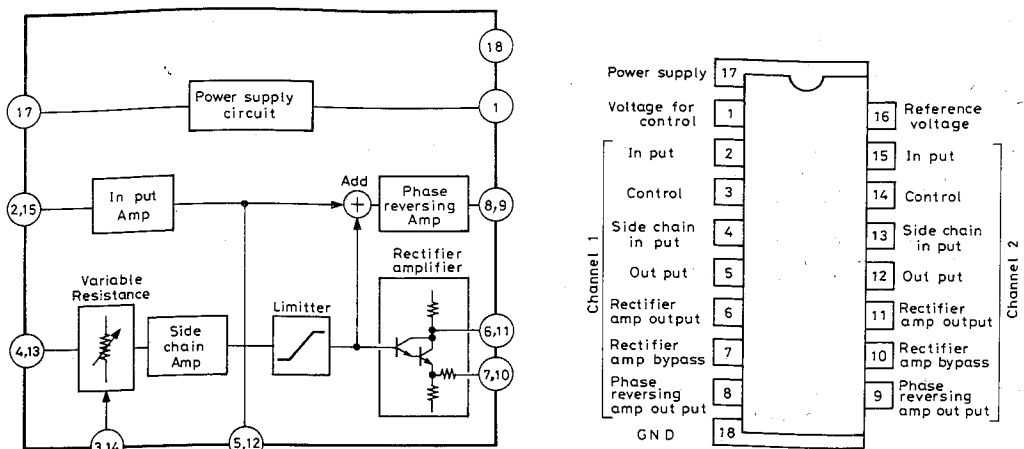 18
17
Power supply
circuit
1
2,15
In put
Amp
Add
+
Phase
reversing
Amp
8,9
Rectifier
amplifier
Variable
Resistance
Limitter
6,11
4,13
Side
chain
Amp
7,10
3,14
5,12
Power supply
17
Voltage for
control
1
16
Reference
voltage
In put
2
15
In put
Control
3
14
Control
Side chain
in put
4
13
Side chain
in put
Out put
5
12
Out put
Rectifier
amp output
6
11
Rectifier
amp output
Rectifier
amp bypass
7
10
Rectifier
amp bypass
Phase
reversing
amp out put
8
9
Phase
reversing
amp out put
GND
18
Channel 1
Channel 2